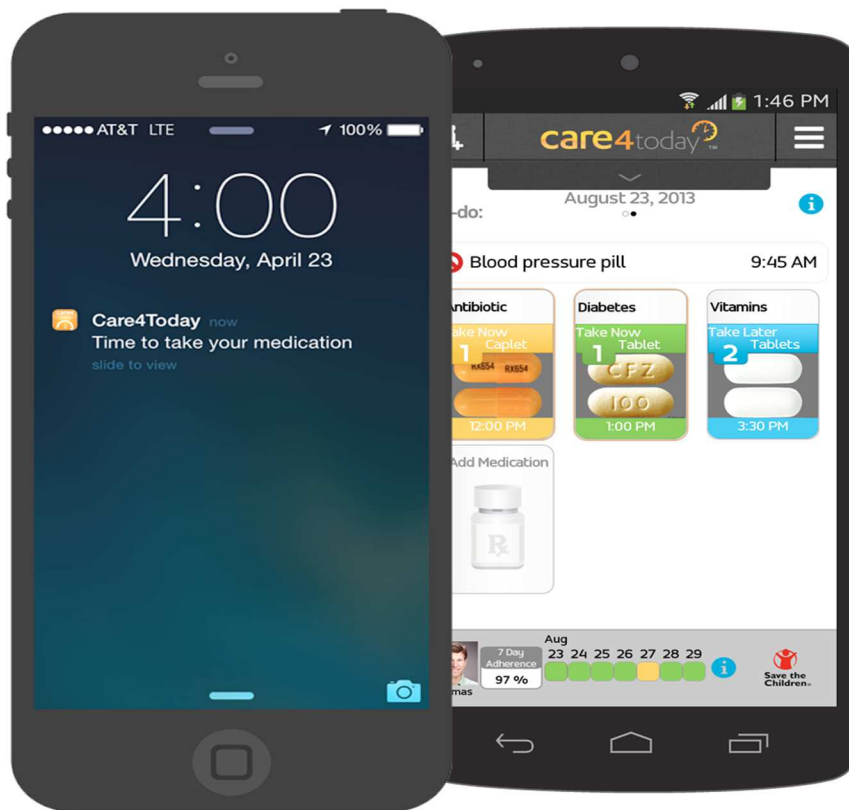 AT&T LTE
100%
4:00
Wednesday, April 23
Care4Today now
Time to take your medication
slide to view
1:46 PM
care4today™
-do:
August 23, 2013
Blood pressure pill 9:45 AM
Antibiotic
Take Now
1 Caplet
RX654 RX654
12:00 PM
Diabetes
Take Now
1 Tablet
CFZ
100
1:00 PM
Vitamins
Take Later
2 Tablets
3:30 PM
Add Medication
Rx
mas
7 Day
Adherence
97 %
Aug
23 24 25 26 27 28 29
Save the
Children